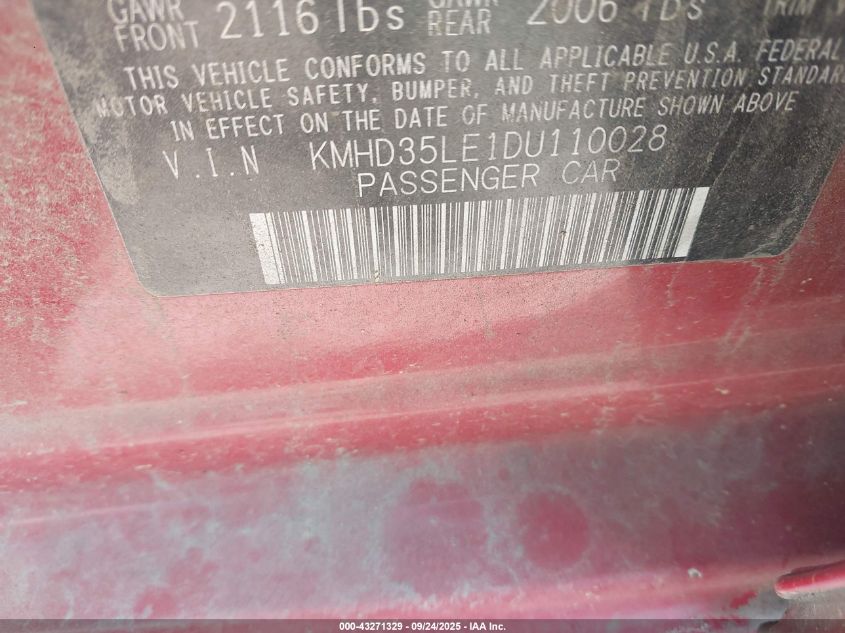 GAWR FRONT 2116 lbs GAWR REAR 2006 lbs TRIM
THIS VEHICLE CONFORMS TO ALL APPLICABLE U.S.A. FEDERAL
MOTOR VEHICLE SAFETY, BUMPER, AND THEFT PREVENTION STANDARD
IN EFFECT ON THE DATE OF MANUFACTURE SHOWN ABOVE
V.I.N KMHD35LE1DU110028
PASSENGER CAR
000-43271329 - 09/24/2025 - IAA Inc.